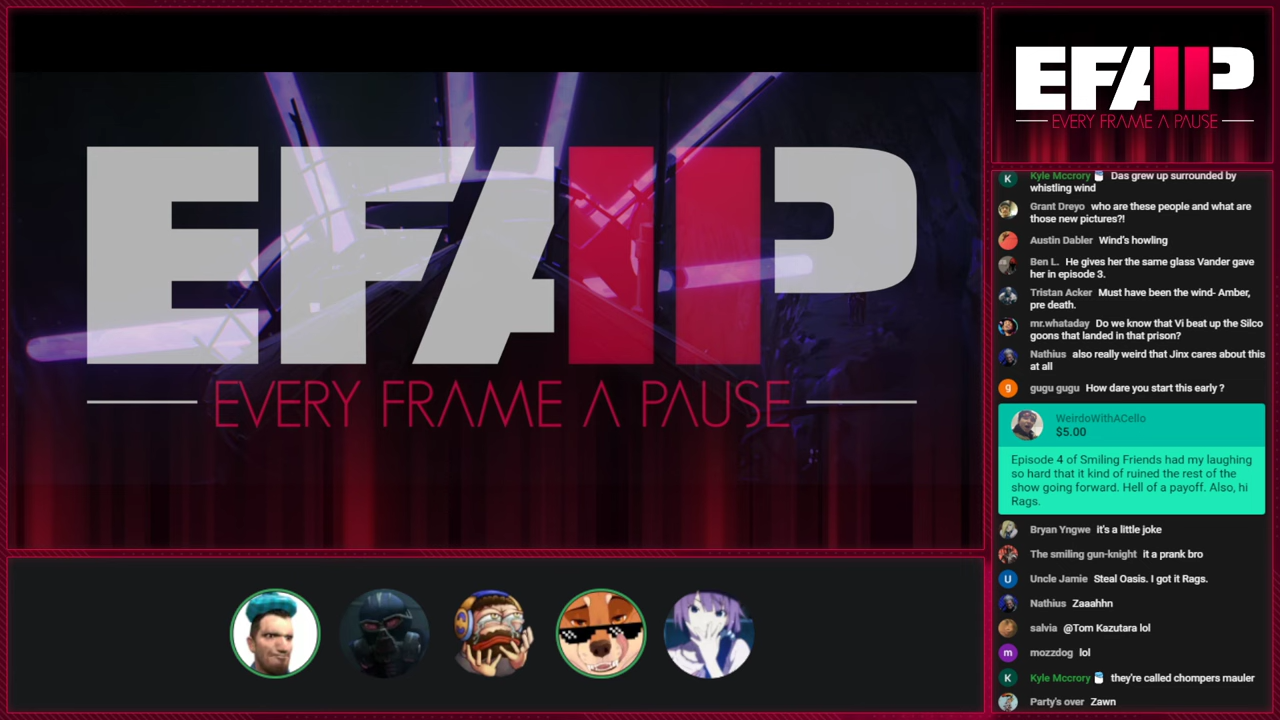 EFAP
EVERY FRAME A PAUSE
EFAP
EVERY FRAME A PAUSE
K Kyle Mccrory Das grew up surrounded by
whistling wind
Grant Dreyo who are these people and what are
those new pictures?!
Austin Dabler Wind's howling
Ben L. He gives her the same glass Vander gave
her in episode 3.
Tristan Acker Must have been the wind- Amber,
pre death.
mr.whataday Do we know that Vi beat up the Silco
goons that landed in that prison?
Nathius also really weird that Jinx cares about this
at all
g gugu gugu How dare you start this early ?
WeirdoWithACello
$5.00
Episode 4 of Smiling Friends had my laughing
so hard that it kind of ruined the rest of the
show going forward. Hell of a payoff. Also, hi
Rags.
Bryan Yngwe it's a little joke
The smiling gun-knight it a prank bro
U Uncle Jamie Steal Oasis. I got it Rags.
Nathius Zaaahhn
salvia @Tom Kazutara lol
m mozzdog lol
K Kyle Mccrory they're called chompers mauler
Party's over Zawn